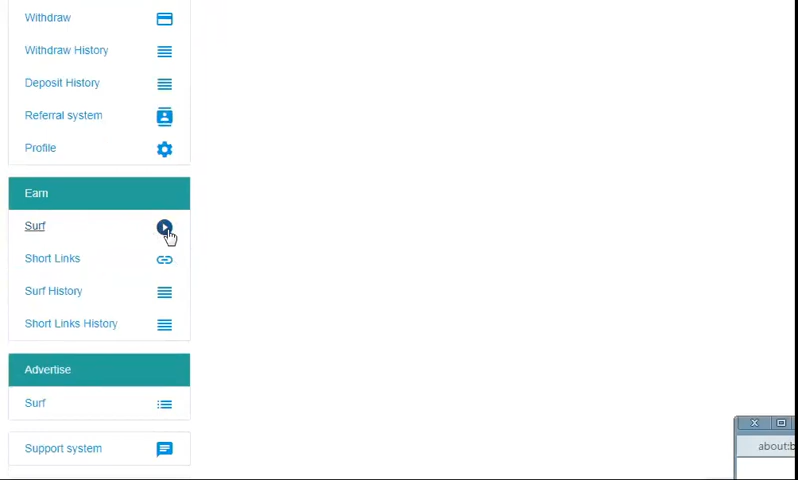 Withdraw
Withdraw History
Deposit History
Referral system
Profile
Earn
Surf
Short Links
Surf History
Short Links History
Advertise
Surf
Support system
X
about:b